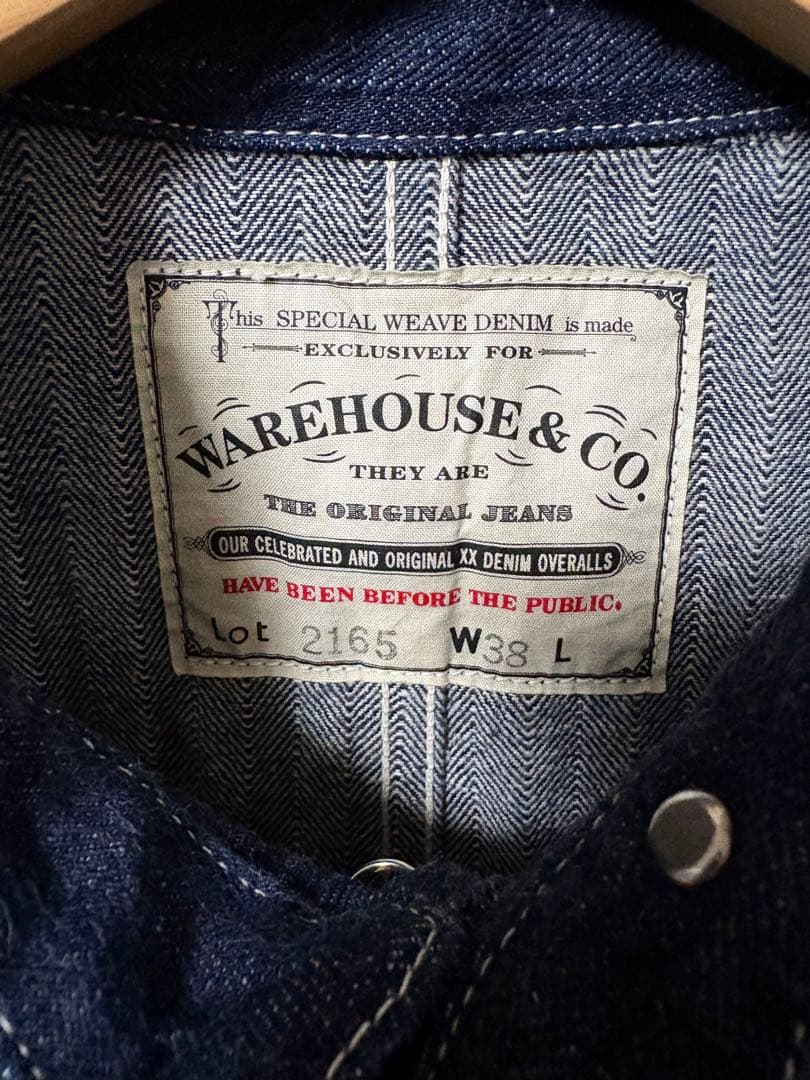 This SPECIAL WEAVE DENIM is made
EXCLUSIVELY FOR
WAREHOUSE & CO.
THEY ARE
THE ORIGINAL JEANS
OUR CELEBRATED AND ORIGINAL XX DENIM OVERALLS
HAVE BEEN BEFORE THE PUBLIC.
Lot 2165 W38 L